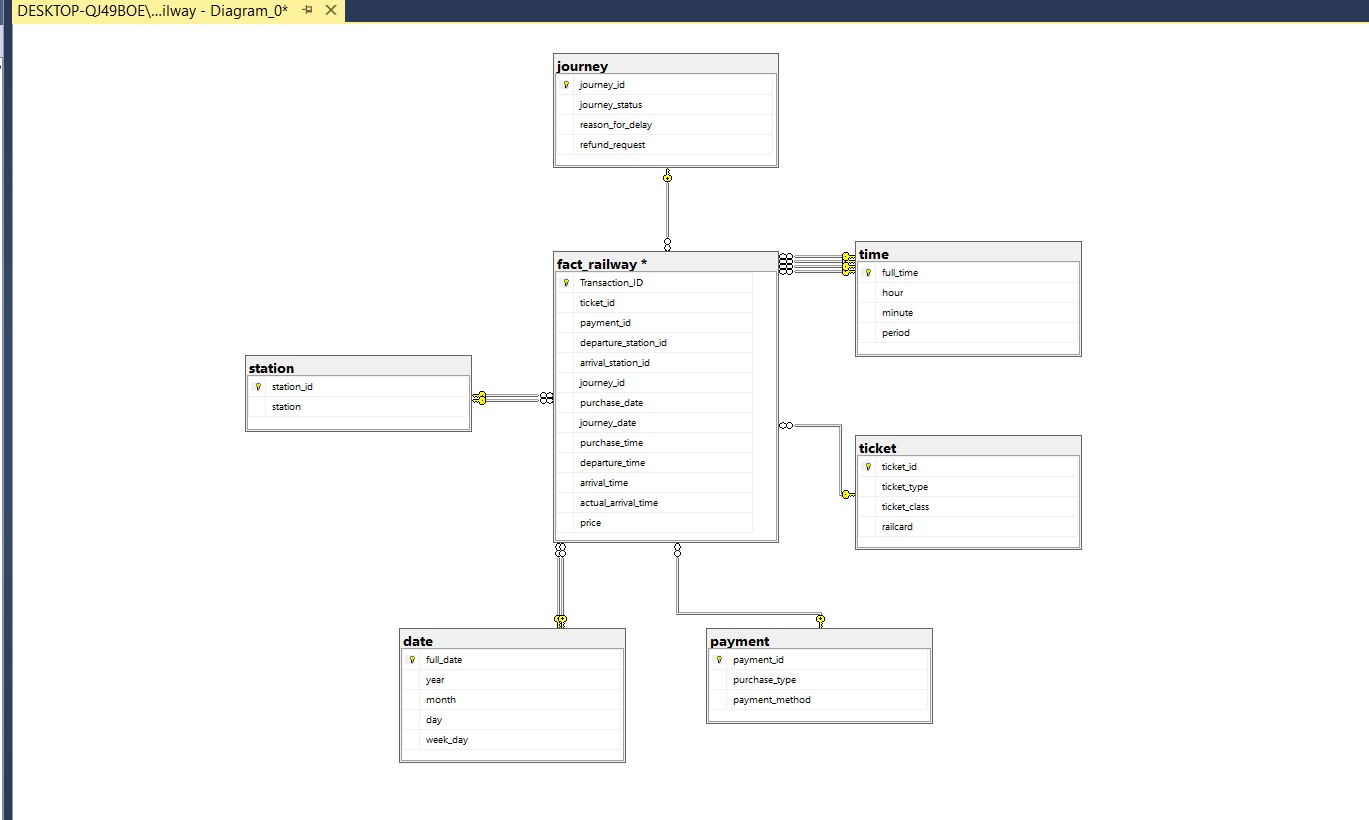 DESKTOP-QJ49BOE\...ilway - Diagram_0*
journey
journey_id
journey_status
reason_for_delay
refund_request
fact_railway *
Transaction_ID
ticket_id
payment_id
departure_station_id
arrival_station_id
journey_id
purchase_date
journey_date
purchase_time
departure_time
arrival_time
actual_arrival_time
price
time
full_time
hour
minute
period
station
station_id
station
ticket
ticket_id
ticket_type
ticket_class
railcard
date
full_date
year
month
day
week_day
payment
payment_id
purchase_type
payment_method